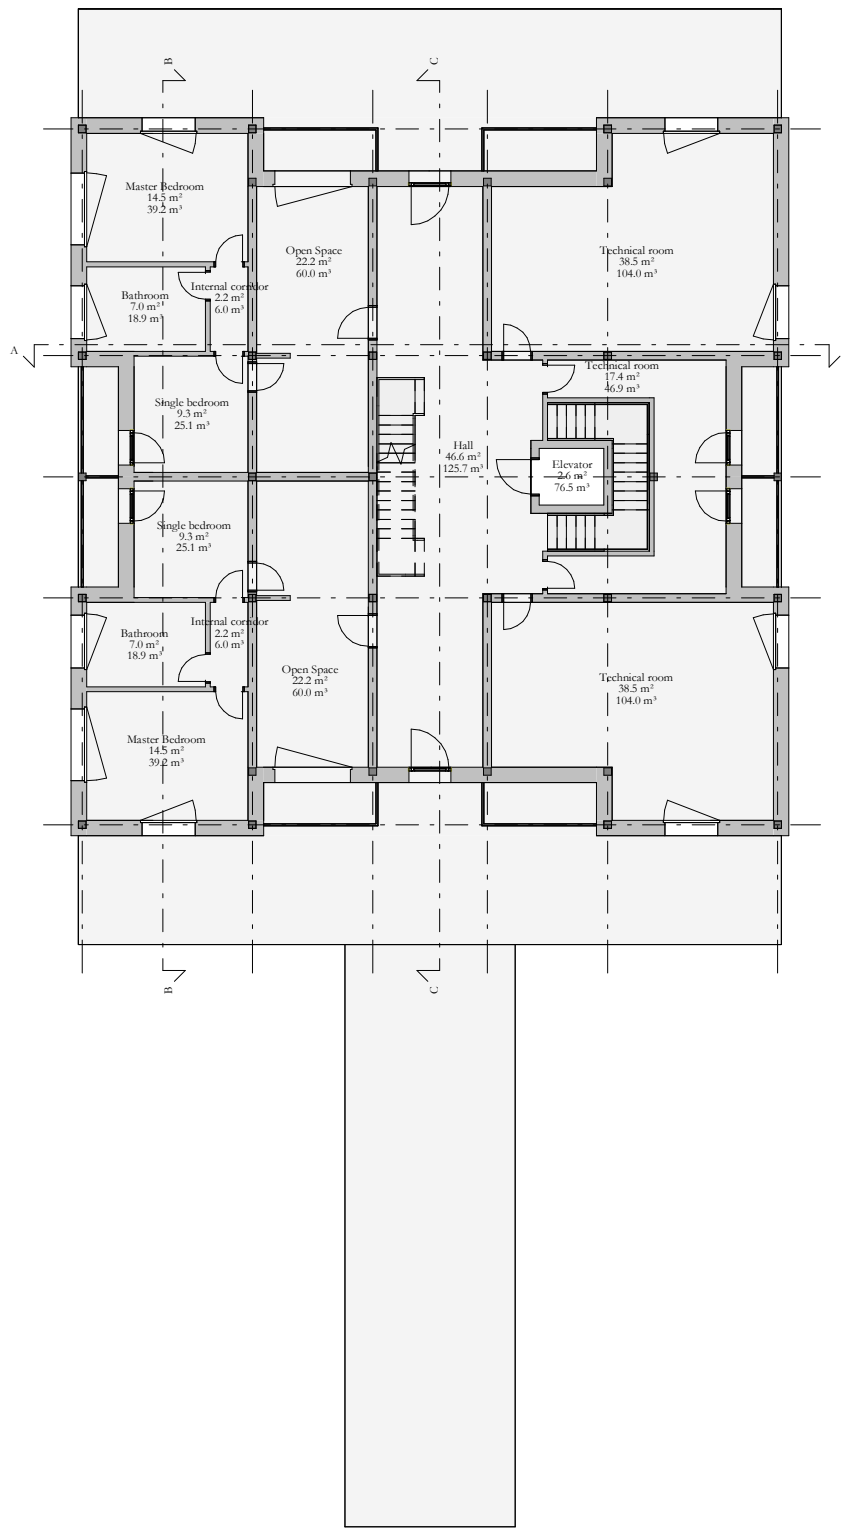 B
C
Master Bedroom
14.5 m²
39.2 m³
Open Space
22.2 m²
60.0 m³
Technical room
38.5 m²
104.0 m³
Bathroom
7.0 m²
18.9 m³
Internal corridor
2.2 m²
6.0 m³
A
Technical room
17.4 m²
46.9 m³
Single bedroom
9.3 m²
25.1 m³
Hall
46.6 m²
125.7 m³
Elevator
2.6 m²
76.5 m³
Single bedroom
9.3 m²
25.1 m³
Bathroom
7.0 m²
18.9 m³
Internal corridor
2.2 m²
6.0 m³
Open Space
22.2 m²
60.0 m³
Technical room
38.5 m²
104.0 m³
Master Bedroom
14.5 m²
39.2 m³
B
C